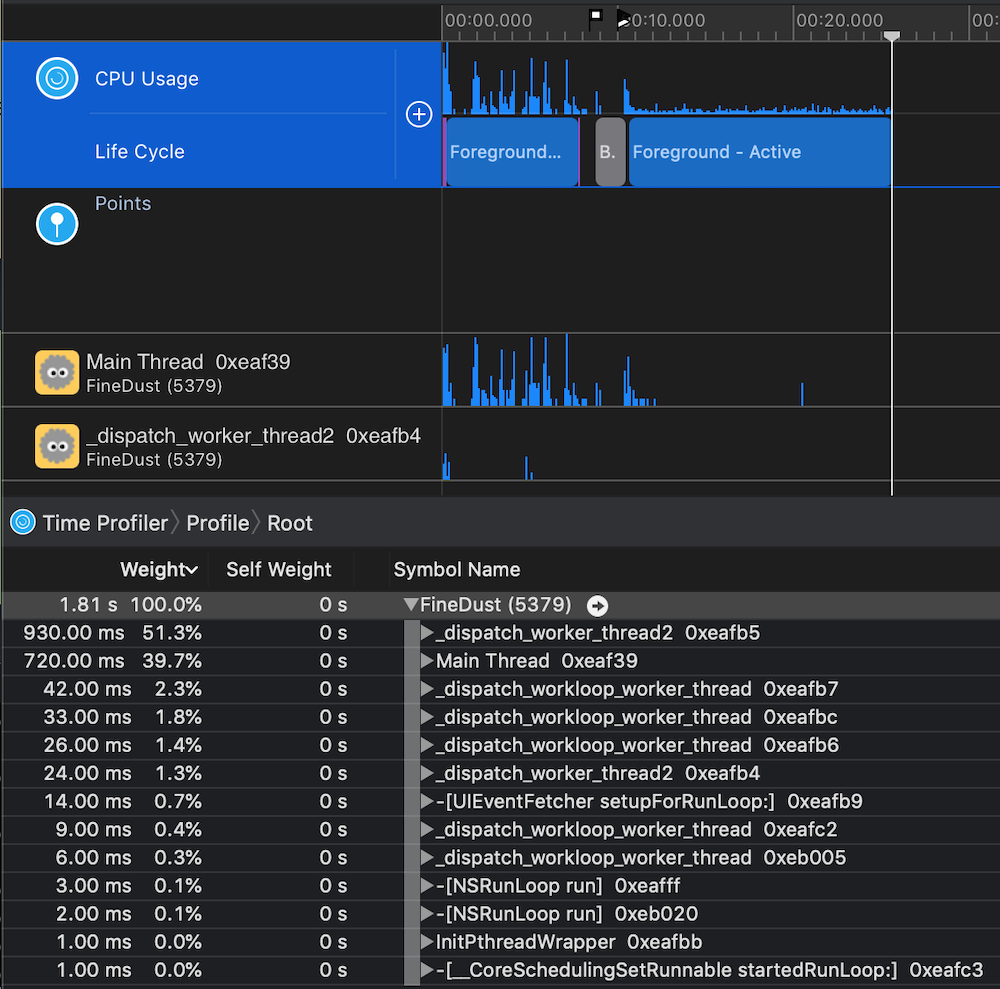 00:00.000 0:10.000 00:20.000 00:
CPU Usage
Life Cycle
Foreground... B. Foreground - Active
Points
Main Thread 0xeaf39
FineDust (5379)
_dispatch_worker_thread2 0xeafb4
FineDust (5379)
Time Profiler Profile Root
Weight Self Weight Symbol Name
1.81 s 100.0% 0 s FineDust (5379)
930.00 ms 51.3% 0 s _dispatch_worker_thread2 0xeafb5
720.00 ms 39.7% 0 s Main Thread 0xeaf39
42.00 ms 2.3% 0 s _dispatch_workloop_worker_thread 0xeafb7
33.00 ms 1.8% 0 s _dispatch_workloop_worker_thread 0xeafbc
26.00 ms 1.4% 0 s _dispatch_workloop_worker_thread 0xeafb6
24.00 ms 1.3% 0 s _dispatch_worker_thread2 0xeafb4
14.00 ms 0.7% 0 s -[UIEventFetcher setupForRunLoop:] 0xeafb9
9.00 ms 0.4% 0 s _dispatch_workloop_worker_thread 0xeafc2
6.00 ms 0.3% 0 s _dispatch_workloop_worker_thread 0xeb005
3.00 ms 0.1% 0 s -[NSRunLoop run] 0xeafff
2.00 ms 0.1% 0 s -[NSRunLoop run] 0xeb020
1.00 ms 0.0% 0 s InitPthreadWrapper 0xeafbb
1.00 ms 0.0% 0 s -[__CoreSchedulingSetRunnable startedRunLoop:] 0xeafc3